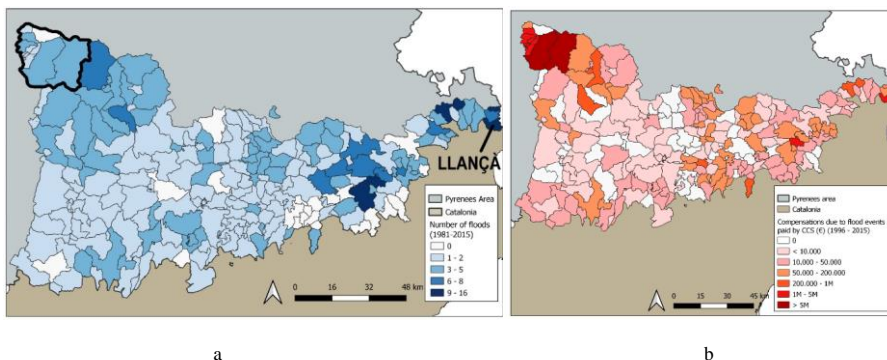 LLANÇÀ
Pyrenees Area
Catalonia
Number of floods
(1981-2015)
0
1 - 2
3 - 5
6 - 8
9 - 16
0 16 32 48 km
a
Pyrenees area
Catalonia
Compensations due to flood events
paid by CCS (€) (1996 - 2015)
0
< 10.000
10.000 - 50.000
50.000 - 200.000
200.000 - 1M
1M - 5M
> 5M
0 15 30 45 km
b